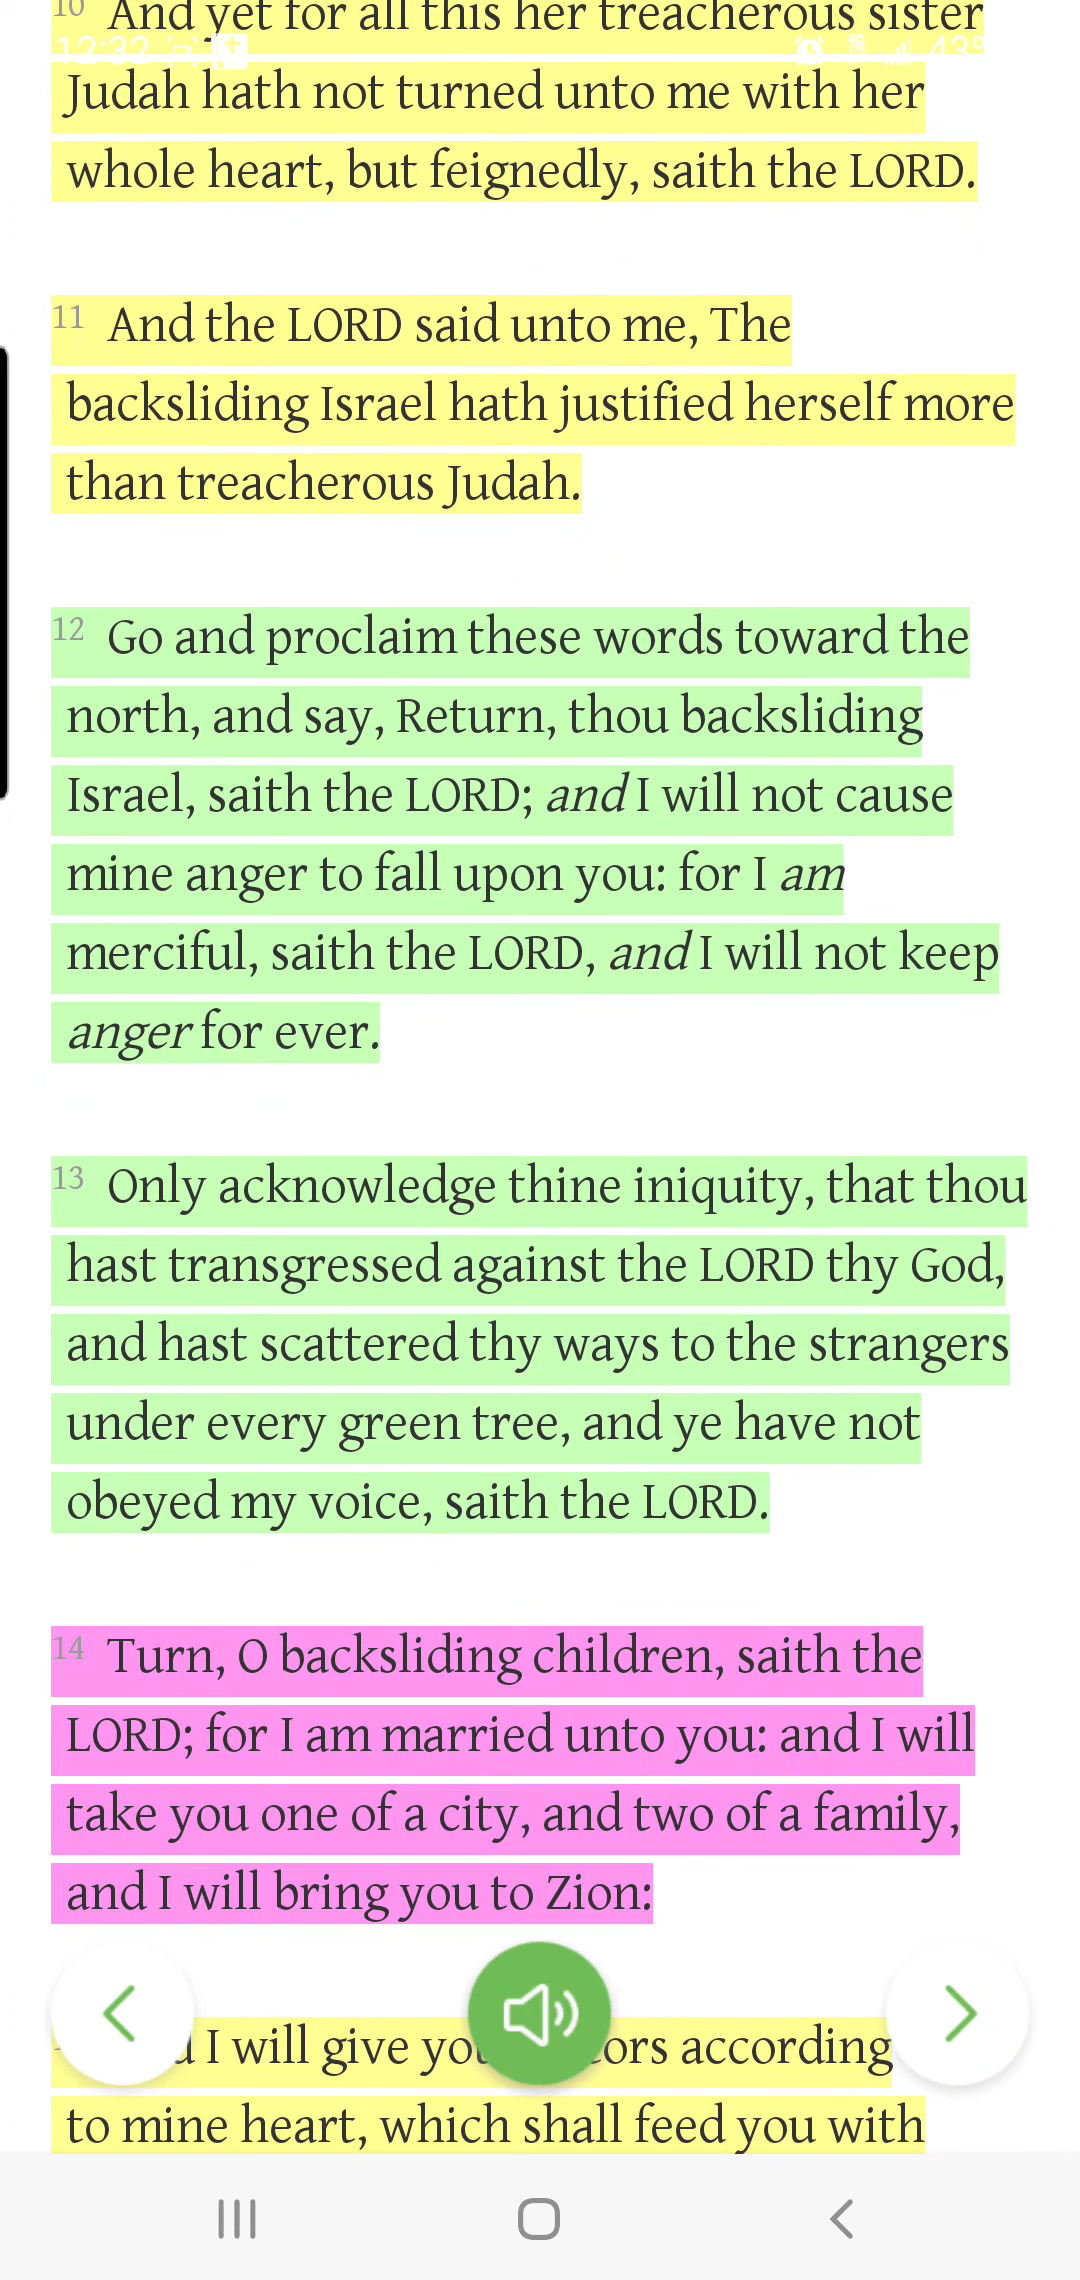 10 And yet for all this her treacherous sister
12:32 4G 43%
Judah hath not turned unto me with her
whole heart, but feignedly, saith the LORD.
11 And the LORD said unto me, The
backsliding Israel hath justified herself more
than treacherous Judah.
12 Go and proclaim these words toward the
north, and say, Return, thou backsliding
Israel, saith the LORD; and I will not cause
mine anger to fall upon you: for I am
merciful, saith the LORD, and I will not keep
anger for ever.
13 Only acknowledge thine iniquity, that thou
hast transgressed against the LORD thy God,
and hast scattered thy ways to the strangers
under every green tree, and ye have not
obeyed my voice, saith the LORD.
14 Turn, O backsliding children, saith the
LORD; for I am married unto you: and I will
take you one of a city, and two of a family,
and I will bring you to Zion:
I will give according
to mine heart, which shall feed you with